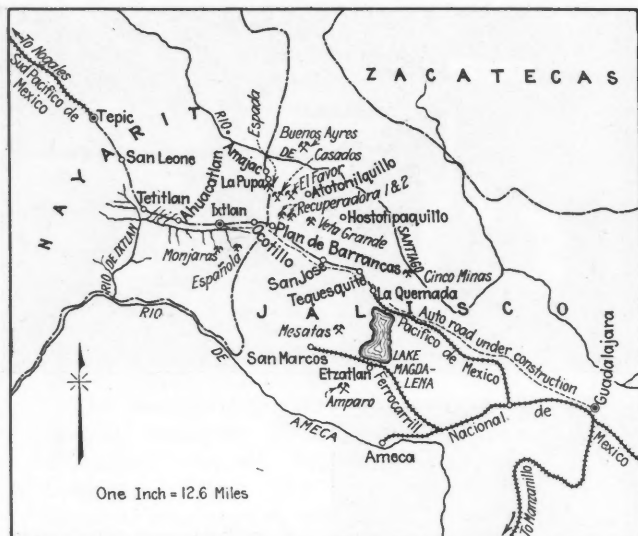 To Nogales
Sud Pacifico de
Mexico
ZACATECAS
NAYARIT
Tepic
San Leone
RIO
DE
SANTIAGO
Espada
Buenos Ayres
Casados
Amajac
La Pupa
El Favor
Atotonilquillo
Recuperadora 1&2
Hostotipaquillo
Veta Grande
Tetitlan
Ahuacatlan
Ixtlan
Ocotillo
Plan de Barrancas
Monjaras
Española
RIO DE IXTLAN
San Jose
Cinco Minas
Tequesquite
La Quemada
JALISCO
RIO
DE
AMECA
Auto road under construction
Pacifico de Mexico
Mesatas
San Marcos
LAKE
MAGDA-
LENA
Etzatlan
Amparo
Guadalajara
Ferrocarrill
Nacional de
Mexico
Ameca
To Manzanillo
One Inch = 12.6 Miles